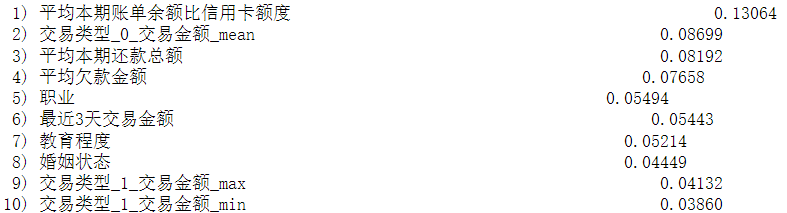 1) 平均本期账单余额比信用卡额度 0.13064
2) 交易类型_0_交易金额_mean 0.08699
3) 平均本期还款总额 0.08192
4) 平均欠款金额 0.07658
5) 职业 0.05494
6) 最近3天交易金额 0.05443
7) 教育程度 0.05214
8) 婚姻状态 0.04449
9) 交易类型_1_交易金额_max 0.04132
10) 交易类型_1_交易金额_min 0.03860